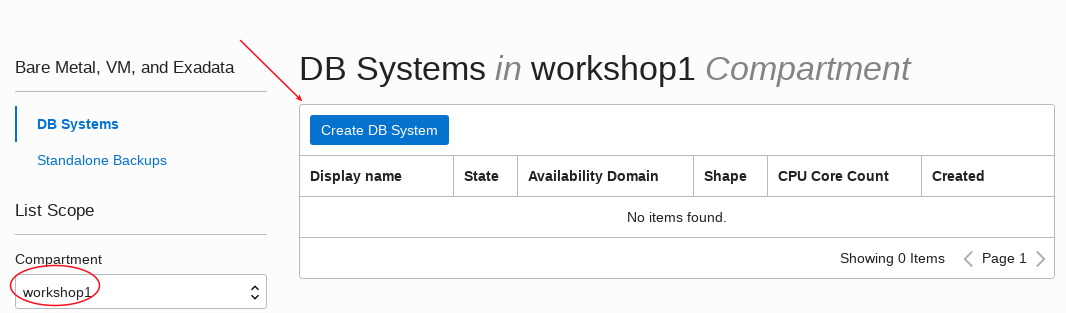 Bare Metal, VM, and Exadata
DB Systems
Standalone Backups
List Scope
Compartment
workshop1
DB Systems in workshop1 Compartment
Create DB System
Display name State Availability Domain Shape CPU Core Count Created
No items found.
Showing 0 Items Page 1